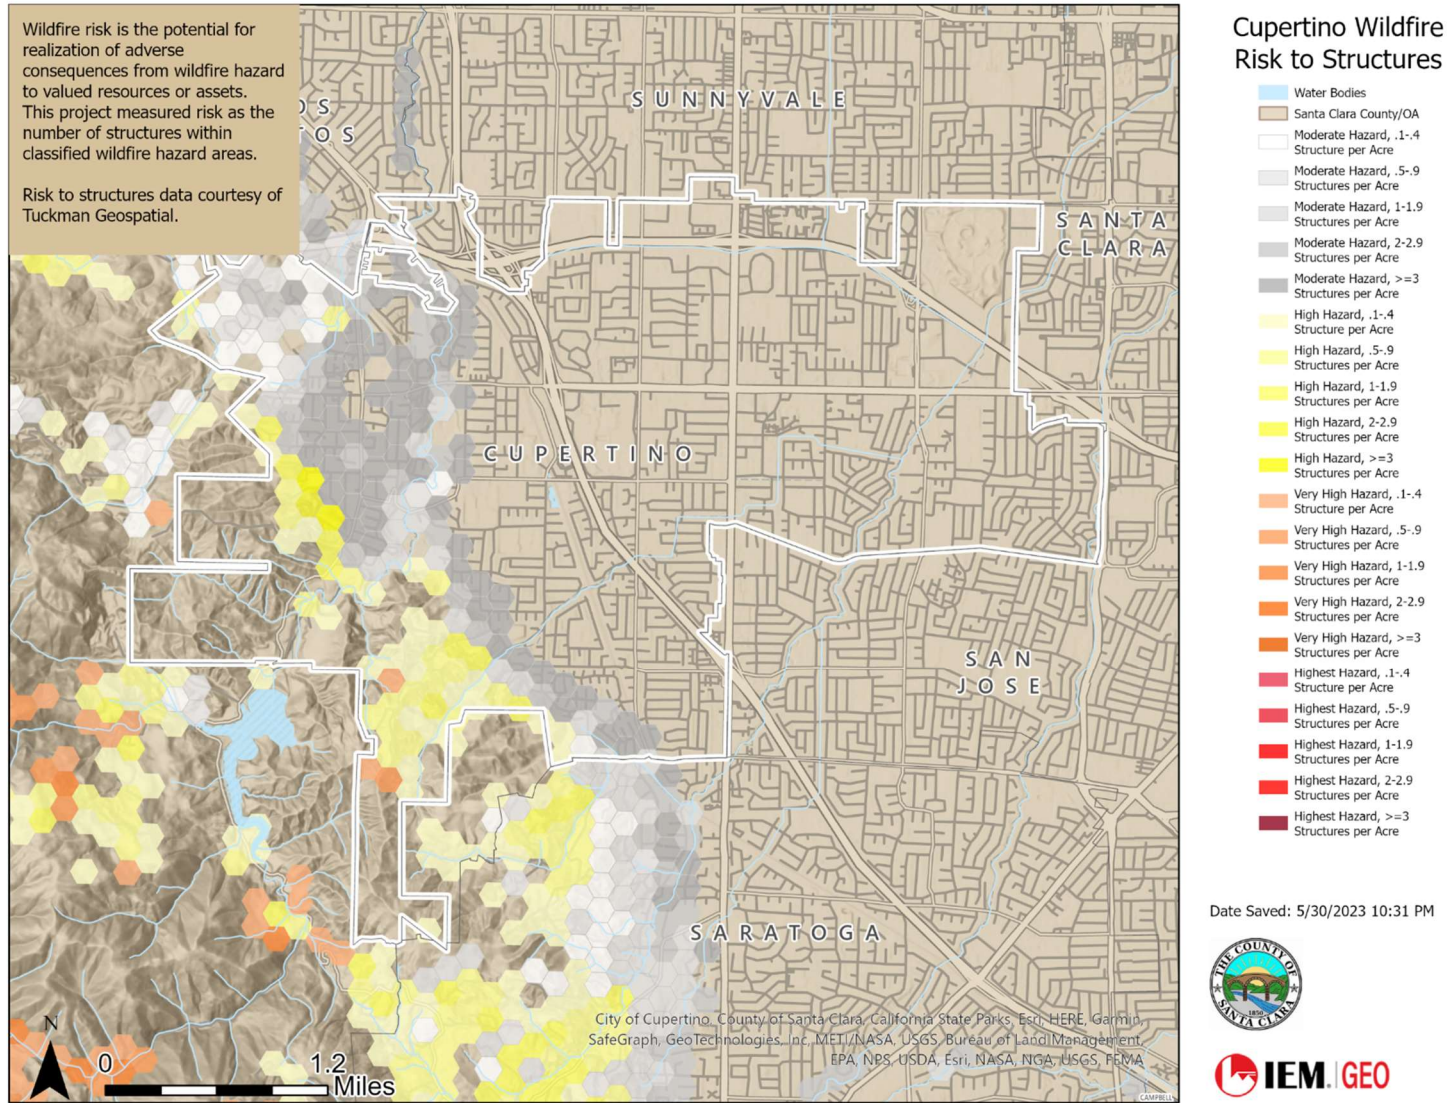 Wildfire risk is the potential for
realization of adverse
consequences from wildfire hazard
to valued resources or assets.
This project measured risk as the
number of structures within
classified wildfire hazard areas.
Risk to structures data courtesy of
Tuckman Geospatial.
OS
TOS
SUNNYVALE
SANTA
CLARA
CUPERTINO
SAN
JOSE
SARATOGA
City of Cupertino, County of Santa Clara, California State Parks, Esri, HERE, Garmin,
SafeGraph, GeoTechnologies, Inc, METI/NASA, USGS, Bureau of Land Management,
EPA, NPS, USDA, Esri, NASA, NGA, USGS, FEMA
CAMPBELL
N
0 1.2
Miles
Cupertino Wildfire
Risk to Structures
Water Bodies
Santa Clara County/OA
Moderate Hazard, .1-.4
Structure per Acre
Moderate Hazard, .5-.9
Structures per Acre
Moderate Hazard, 1-1.9
Structures per Acre
Moderate Hazard, 2-2.9
Structures per Acre
Moderate Hazard, >=3
Structures per Acre
High Hazard, .1-.4
Structure per Acre
High Hazard, .5-.9
Structures per Acre
High Hazard, 1-1.9
Structures per Acre
High Hazard, 2-2.9
Structures per Acre
High Hazard, >=3
Structures per Acre
Very High Hazard, .1-.4
Structure per Acre
Very High Hazard, .5-.9
Structures per Acre
Very High Hazard, 1-1.9
Structures per Acre
Very High Hazard, 2-2.9
Structures per Acre
Very High Hazard, >=3
Structures per Acre
Highest Hazard, .1-.4
Structure per Acre
Highest Hazard, .5-.9
Structures per Acre
Highest Hazard, 1-1.9
Structures per Acre
Highest Hazard, 2-2.9
Structures per Acre
Highest Hazard, >=3
Structures per Acre
Date Saved: 5/30/2023 10:31 PM
THE COUNTY OF
1850
SANTA CLARA
IEM. GEO